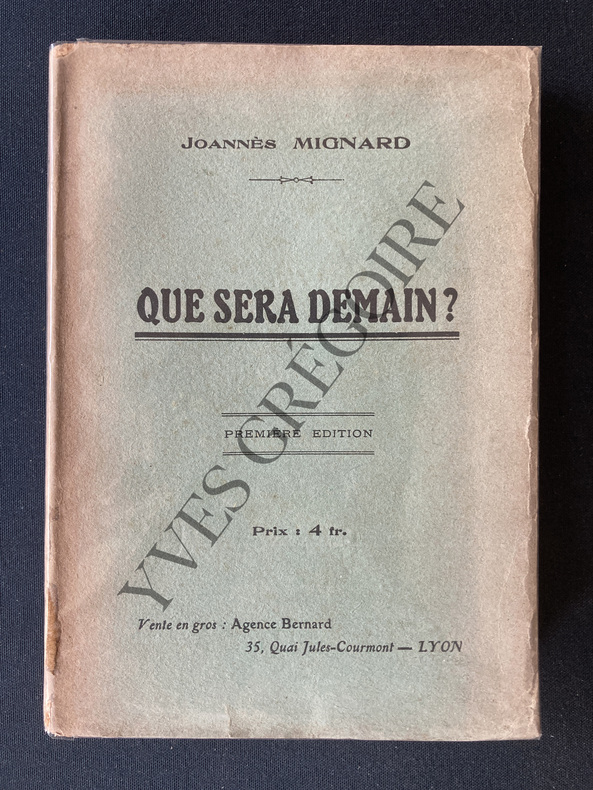 Joannès MIGNARD
QUE SERA DEMAIN ?
PREMIÈRE EDITION
Prix : 4 fr.
Vente en gros : Agence Bernard
35, Quai Jules-Courmont — LYON
YVES GRÉGOIRE